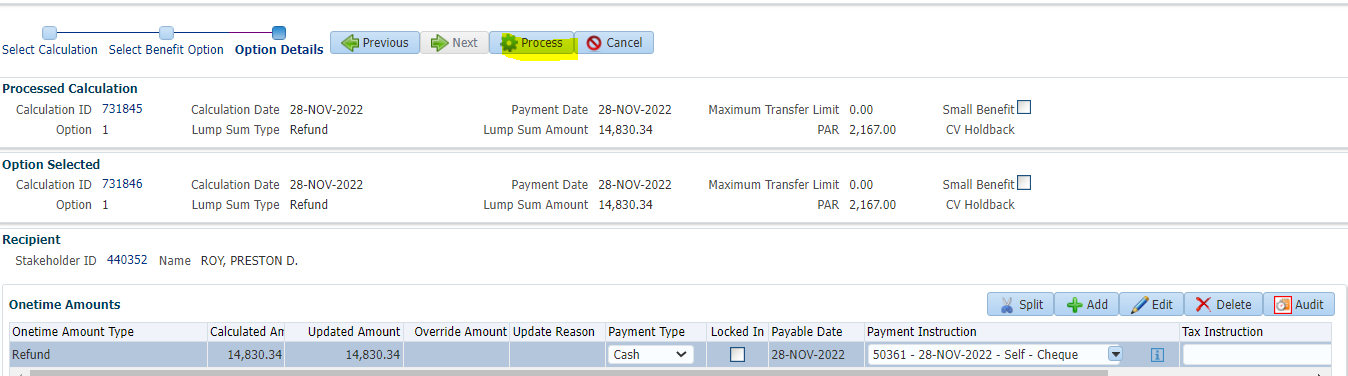 Select Calculation Select Benefit Option Option Details Previous Next Process Cancel
Processed Calculation
Calculation ID 731845 Calculation Date 28-NOV-2022 Payment Date 28-NOV-2022 Maximum Transfer Limit 0.00 Small Benefit
Option 1 Lump Sum Type Refund Lump Sum Amount 14,830.34 PAR 2,167.00 CV Holdback
Option Selected
Calculation ID 731846 Calculation Date 28-NOV-2022 Payment Date 28-NOV-2022 Maximum Transfer Limit 0.00 Small Benefit
Option 1 Lump Sum Type Refund Lump Sum Amount 14,830.34 PAR 2,167.00 CV Holdback
Recipient
Stakeholder ID 440352 Name ROY, PRESTON D.
Onetime Amounts Split Add Edit Delete Audit
Onetime Amount Type Calculated Am Updated Amount Override Amount Update Reason Payment Type Locked In Payable Date Payment Instruction Tax Instruction
Refund 14,830.34 14,830.34 Cash 28-NOV-2022 50361 - 28-NOV-2022 - Self - Cheque